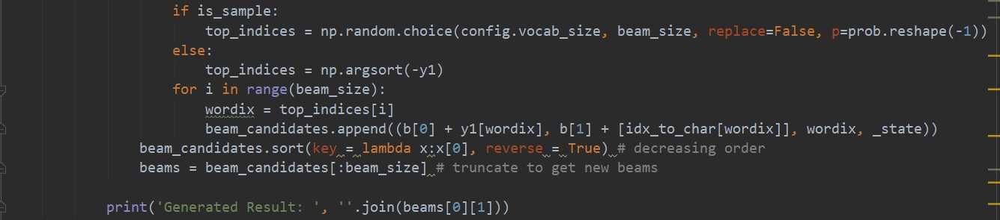 if is_sample:
top_indices = np.random.choice(config.vocab_size, beam_size, replace=False, p=prob.reshape(-1))
else:
top_indices = np.argsort(-y1)
for i in range(beam_size):
wordix = top_indices[i]
beam_candidates.append((b[0] + y1[wordix], b[1] + [idx_to_char[wordix]], wordix, _state))
beam_candidates.sort(key = lambda x:x[0], reverse = True) # decreasing order
beams = beam_candidates[:beam_size] # truncate to get new beams
print('Generated Result: ', ''.join(beams[0][1]))